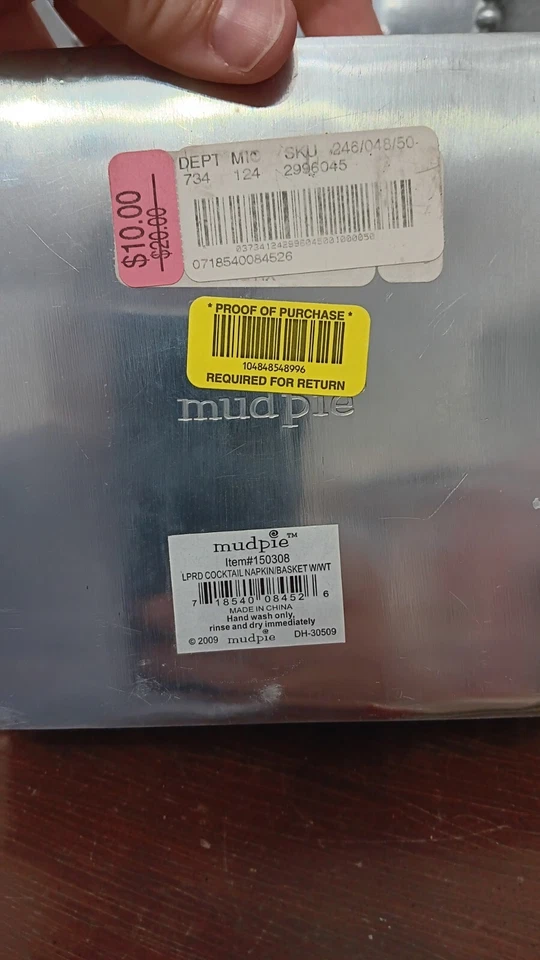 $10.00
$20.00
DEPT MIC SKU 246/048/50-
734 124 2996045
0718540084526
* PROOF OF PURCHASE *
104848548996
REQUIRED FOR RETURN
mudpie
mudpie™
Item#150308
LPRD COCKTAIL NAPKIN/BASKET W/WT
7 18540 08452 6
MADE IN CHINA
Hand wash only,
rinse and dry immediately
© 2009 mudpie DH-30509